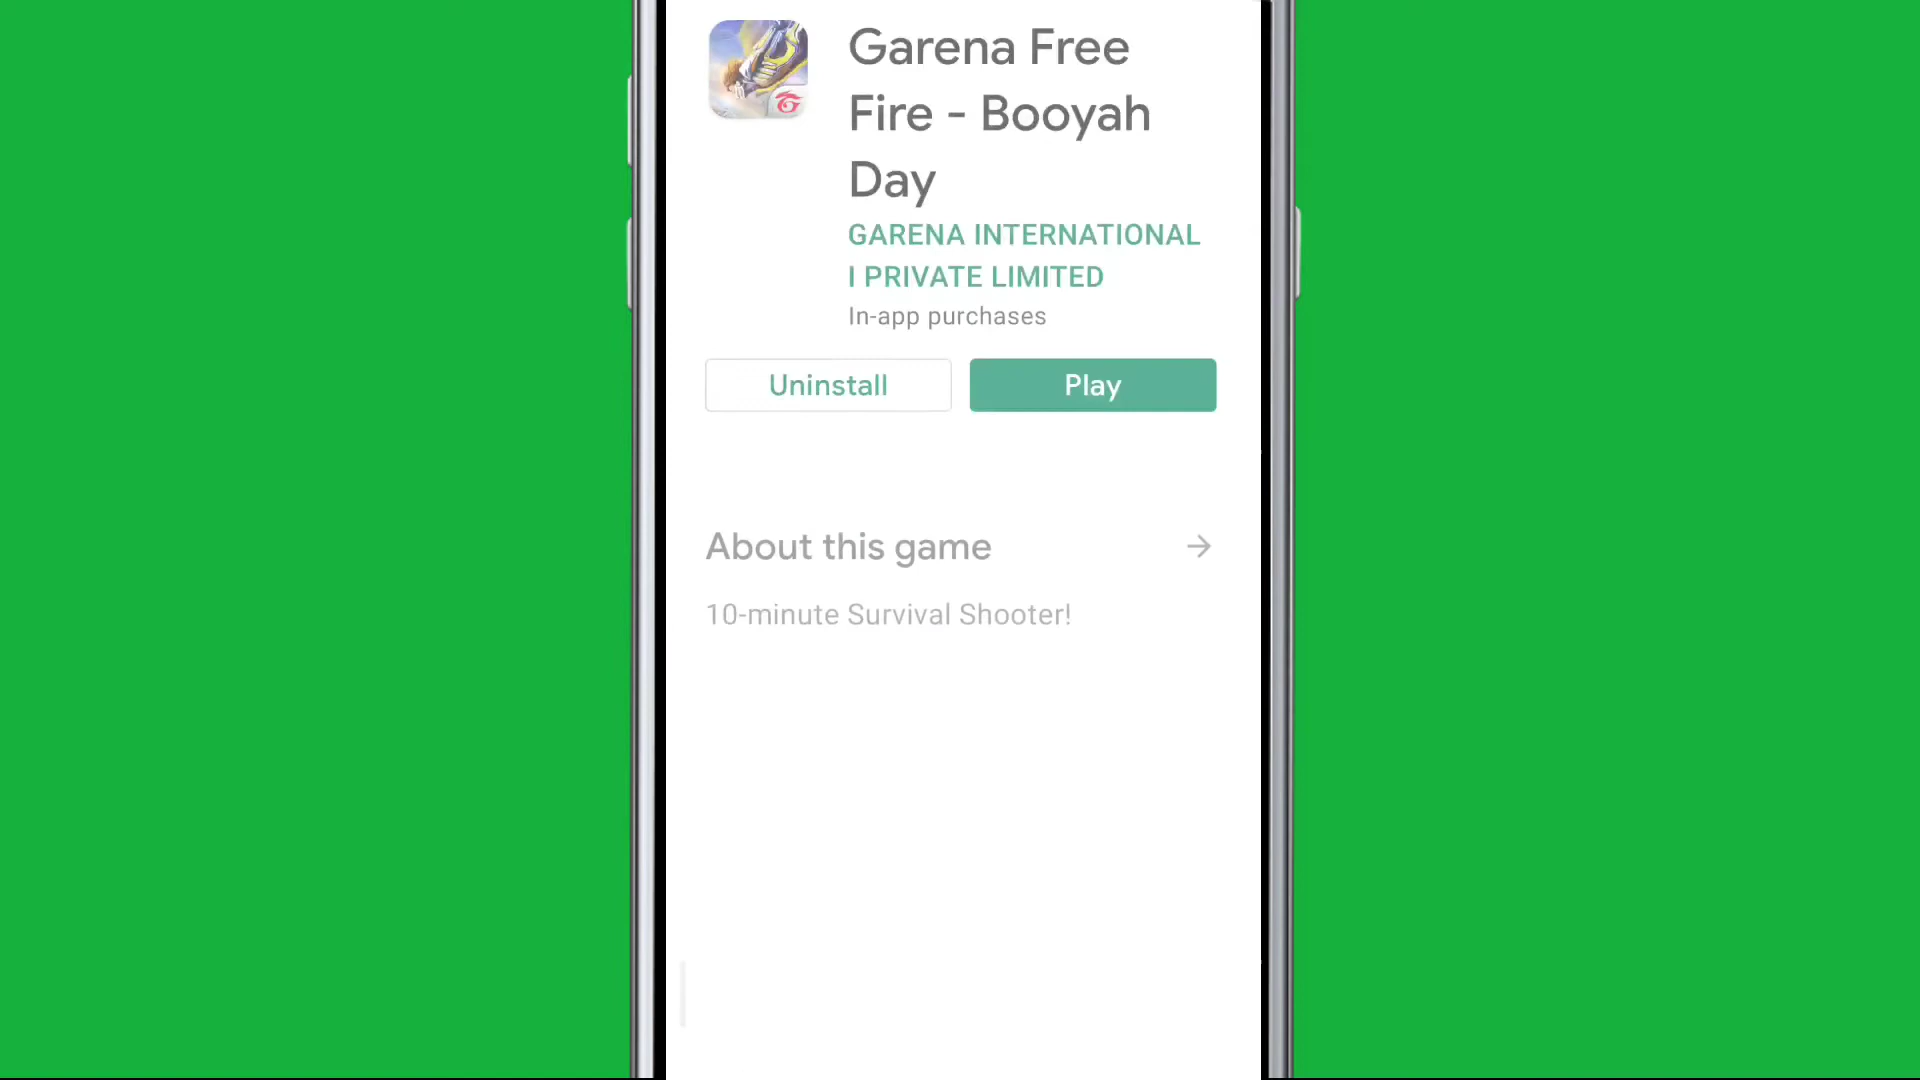 Garena Free
Fire - Booyah
Day
GARENA INTERNATIONAL
I PRIVATE LIMITED
In-app purchases
Uninstall
Play
About this game
10-minute Survival Shooter!